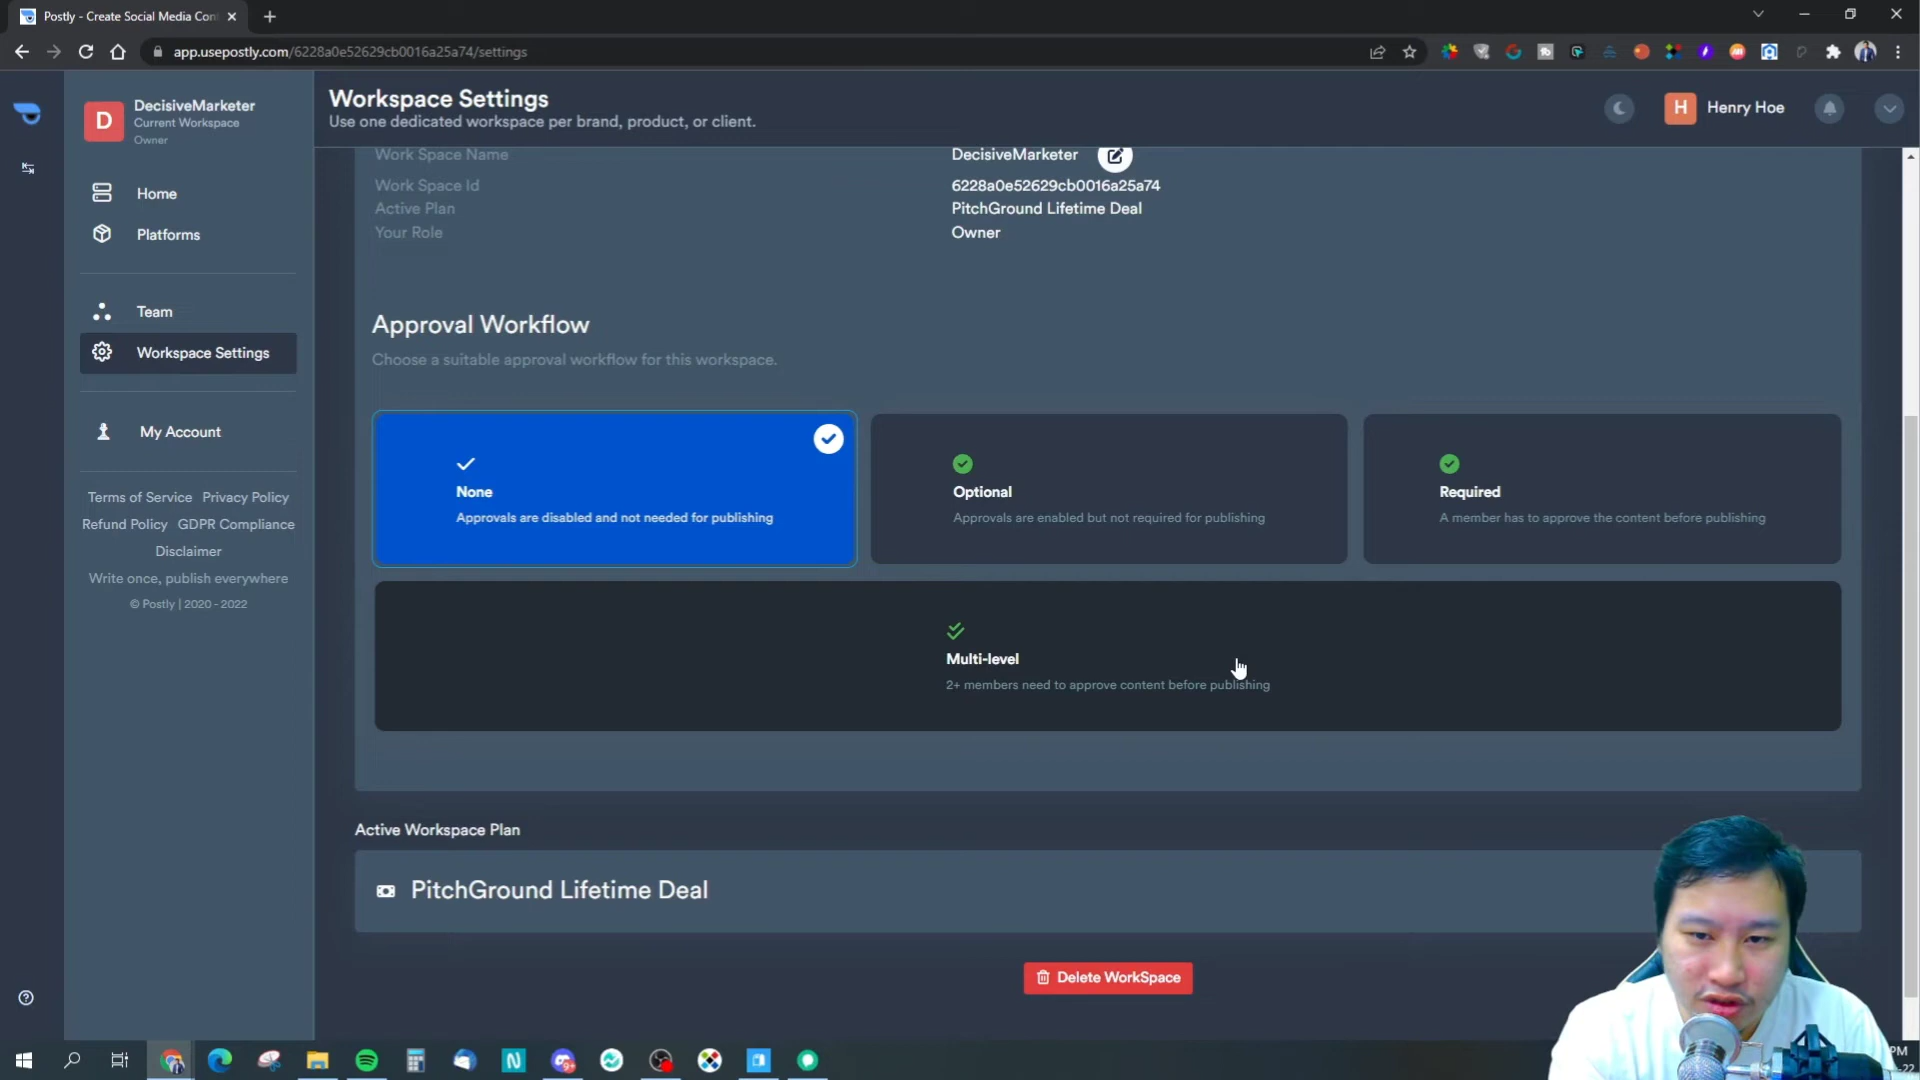 Postly - Create Social Media Con
app.usepostly.com/6228a0e52629cb0016a25a74/settings
D
DecisiveMarketer
Current Workspace
Owner
Workspace Settings
Use one dedicated workspace per brand, product, or client.
H
Henry Hoe
Home
Platforms
Team
Workspace Settings
My Account
Terms of Service Privacy Policy
Refund Policy GDPR Compliance
Disclaimer
Write once, publish everywhere
© Postly | 2020 - 2022
Work Space Name DecisiveMarketer
Work Space Id 6228a0e52629cb0016a25a74
Active Plan PitchGround Lifetime Deal
Your Role Owner
Approval Workflow
Choose a suitable approval workflow for this workspace.
None
Approvals are disabled and not needed for publishing
Optional
Approvals are enabled but not required for publishing
Required
A member has to approve the content before publishing
Multi-level
2+ members need to approve content before publishing
Active Workspace Plan
PitchGround Lifetime Deal
Delete WorkSpace
PM
-22